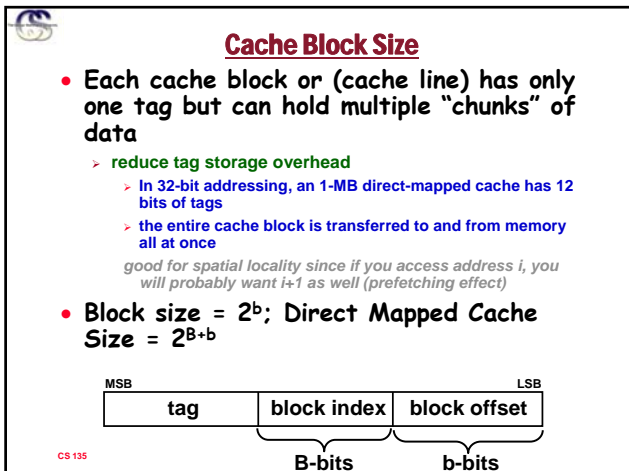 Cache Block Size
• Each cache block or (cache line) has only
one tag but can hold multiple “chunks” of
data
➢ reduce tag storage overhead
➢ In 32-bit addressing, an 1-MB direct-mapped cache has 12
bits of tags
➢ the entire cache block is transferred to and from memory
all at once
good for spatial locality since if you access address i, you
will probably want i+1 as well (prefetching effect)
• Block size = 2ᵇ; Direct Mapped Cache
Size = 2ᴮ⁺ᵇ
MSB LSB
tag block index block offset
B-bits b-bits
CS 135